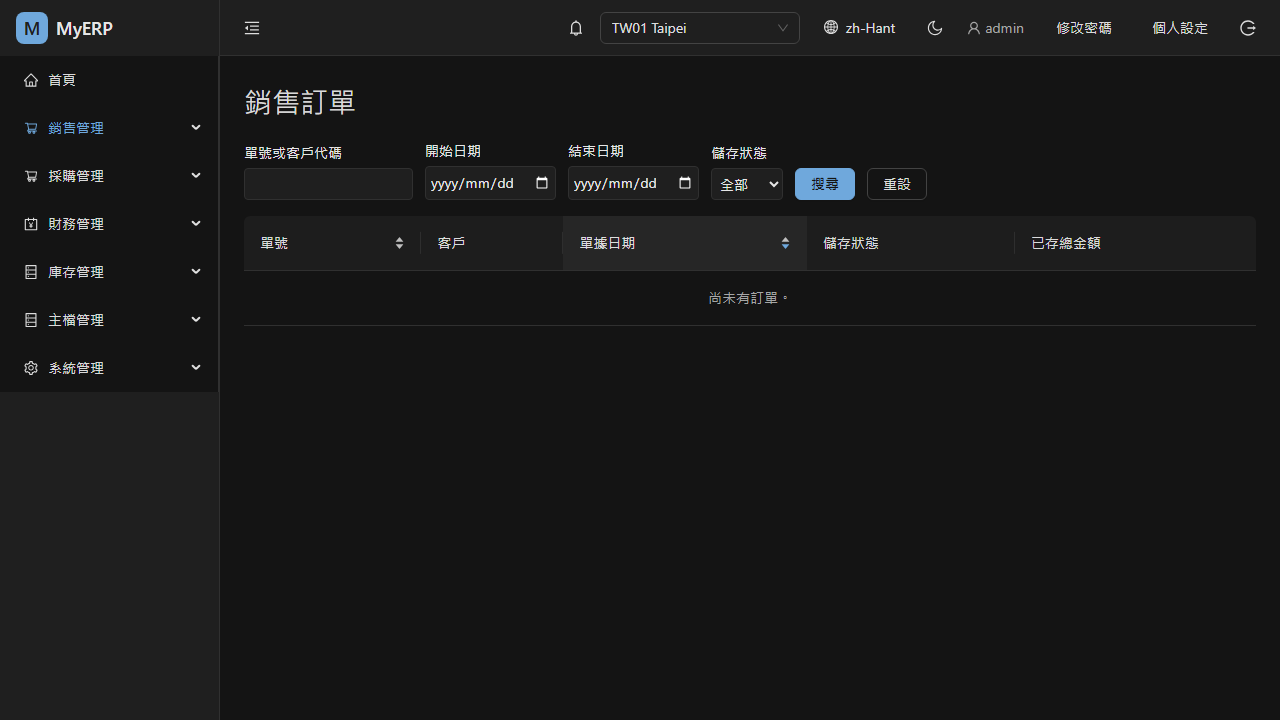 M MyERP
TW01 Taipei
zh-Hant
admin
修改密碼
個人設定
首頁
銷售管理
採購管理
財務管理
庫存管理
主檔管理
系統管理
銷售訂單
單號或客戶代碼
開始日期
結束日期
儲存狀態
yyyy/mm/dd
yyyy/mm/dd
全部
搜尋
重設
單號
客戶
單據日期
儲存狀態
已存總金額
尚未有訂單。